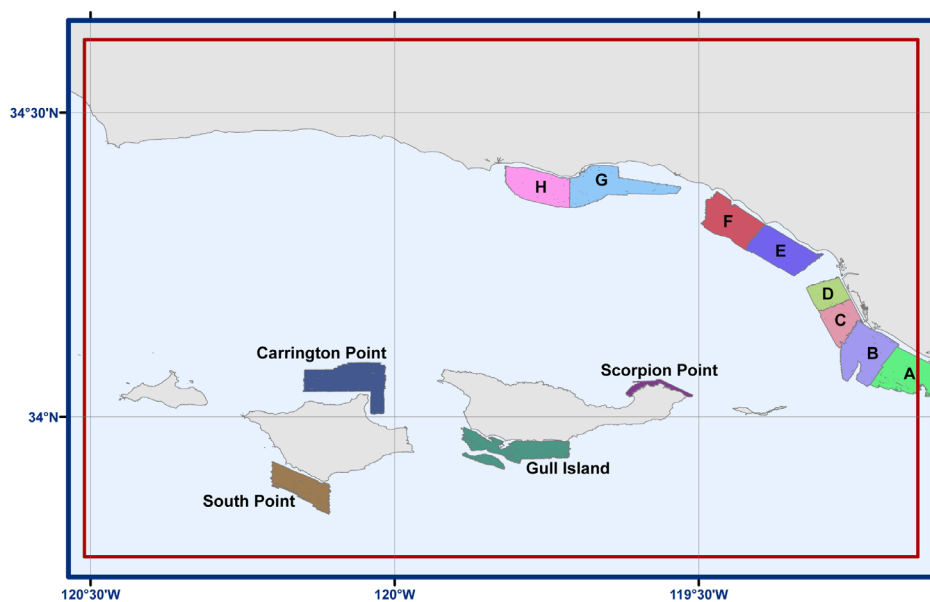 34°30'N
H
G
F
E
D
C
B
A
Carrington Point
Scorpion Point
34°N
Gull Island
South Point
120°30'W
120°W
119°30'W